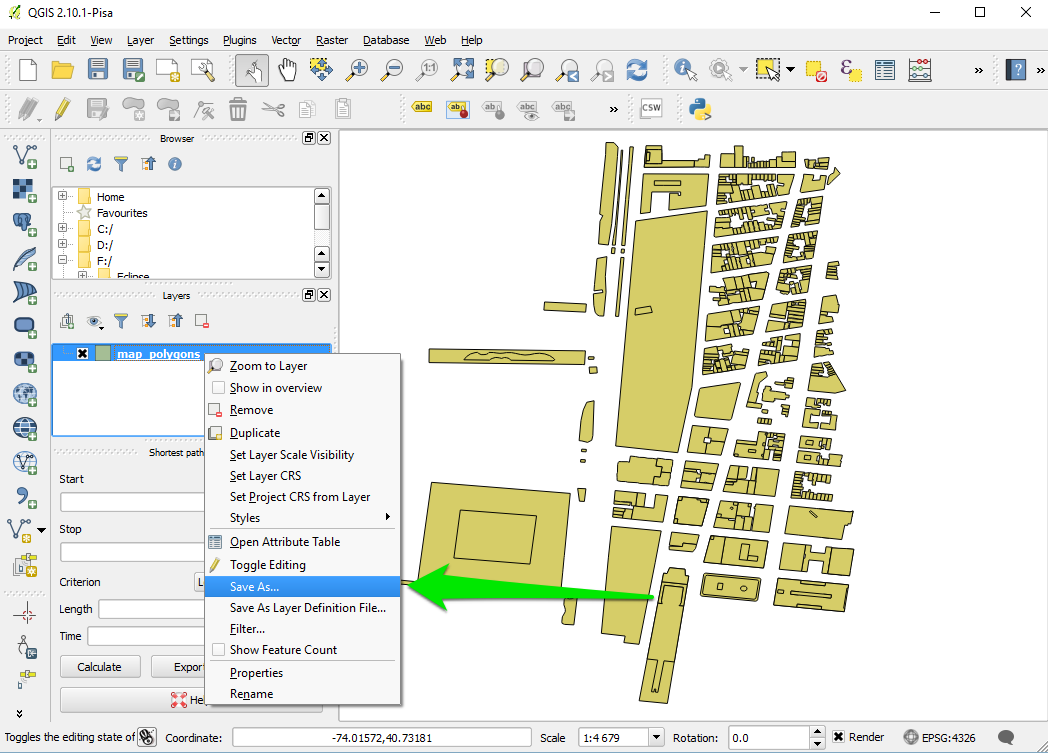 QGIS 2.10.1-Pisa
Project Edit View Layer Settings Plugins Vector Raster Database Web Help
abc ab abc abc CSW
Browser
Home
Favourites
C:/
D:/
F:/
Eclipse
Layers
map_polygons
Zoom to Layer
Show in overview
Remove
Duplicate
Set Layer Scale Visibility
Set Layer CRS
Set Project CRS from Layer
Styles
Open Attribute Table
Toggle Editing
Save As...
Save As Layer Definition File...
Filter...
Show Feature Count
Properties
Rename
Shortest path
Start
Stop
Criterion
Length
Time
Calculate Export
Toggles the editing state of Coordinate: -74.01572,40.73181 Scale 1:4 679 Rotation: 0.0 Render EPSG:4326